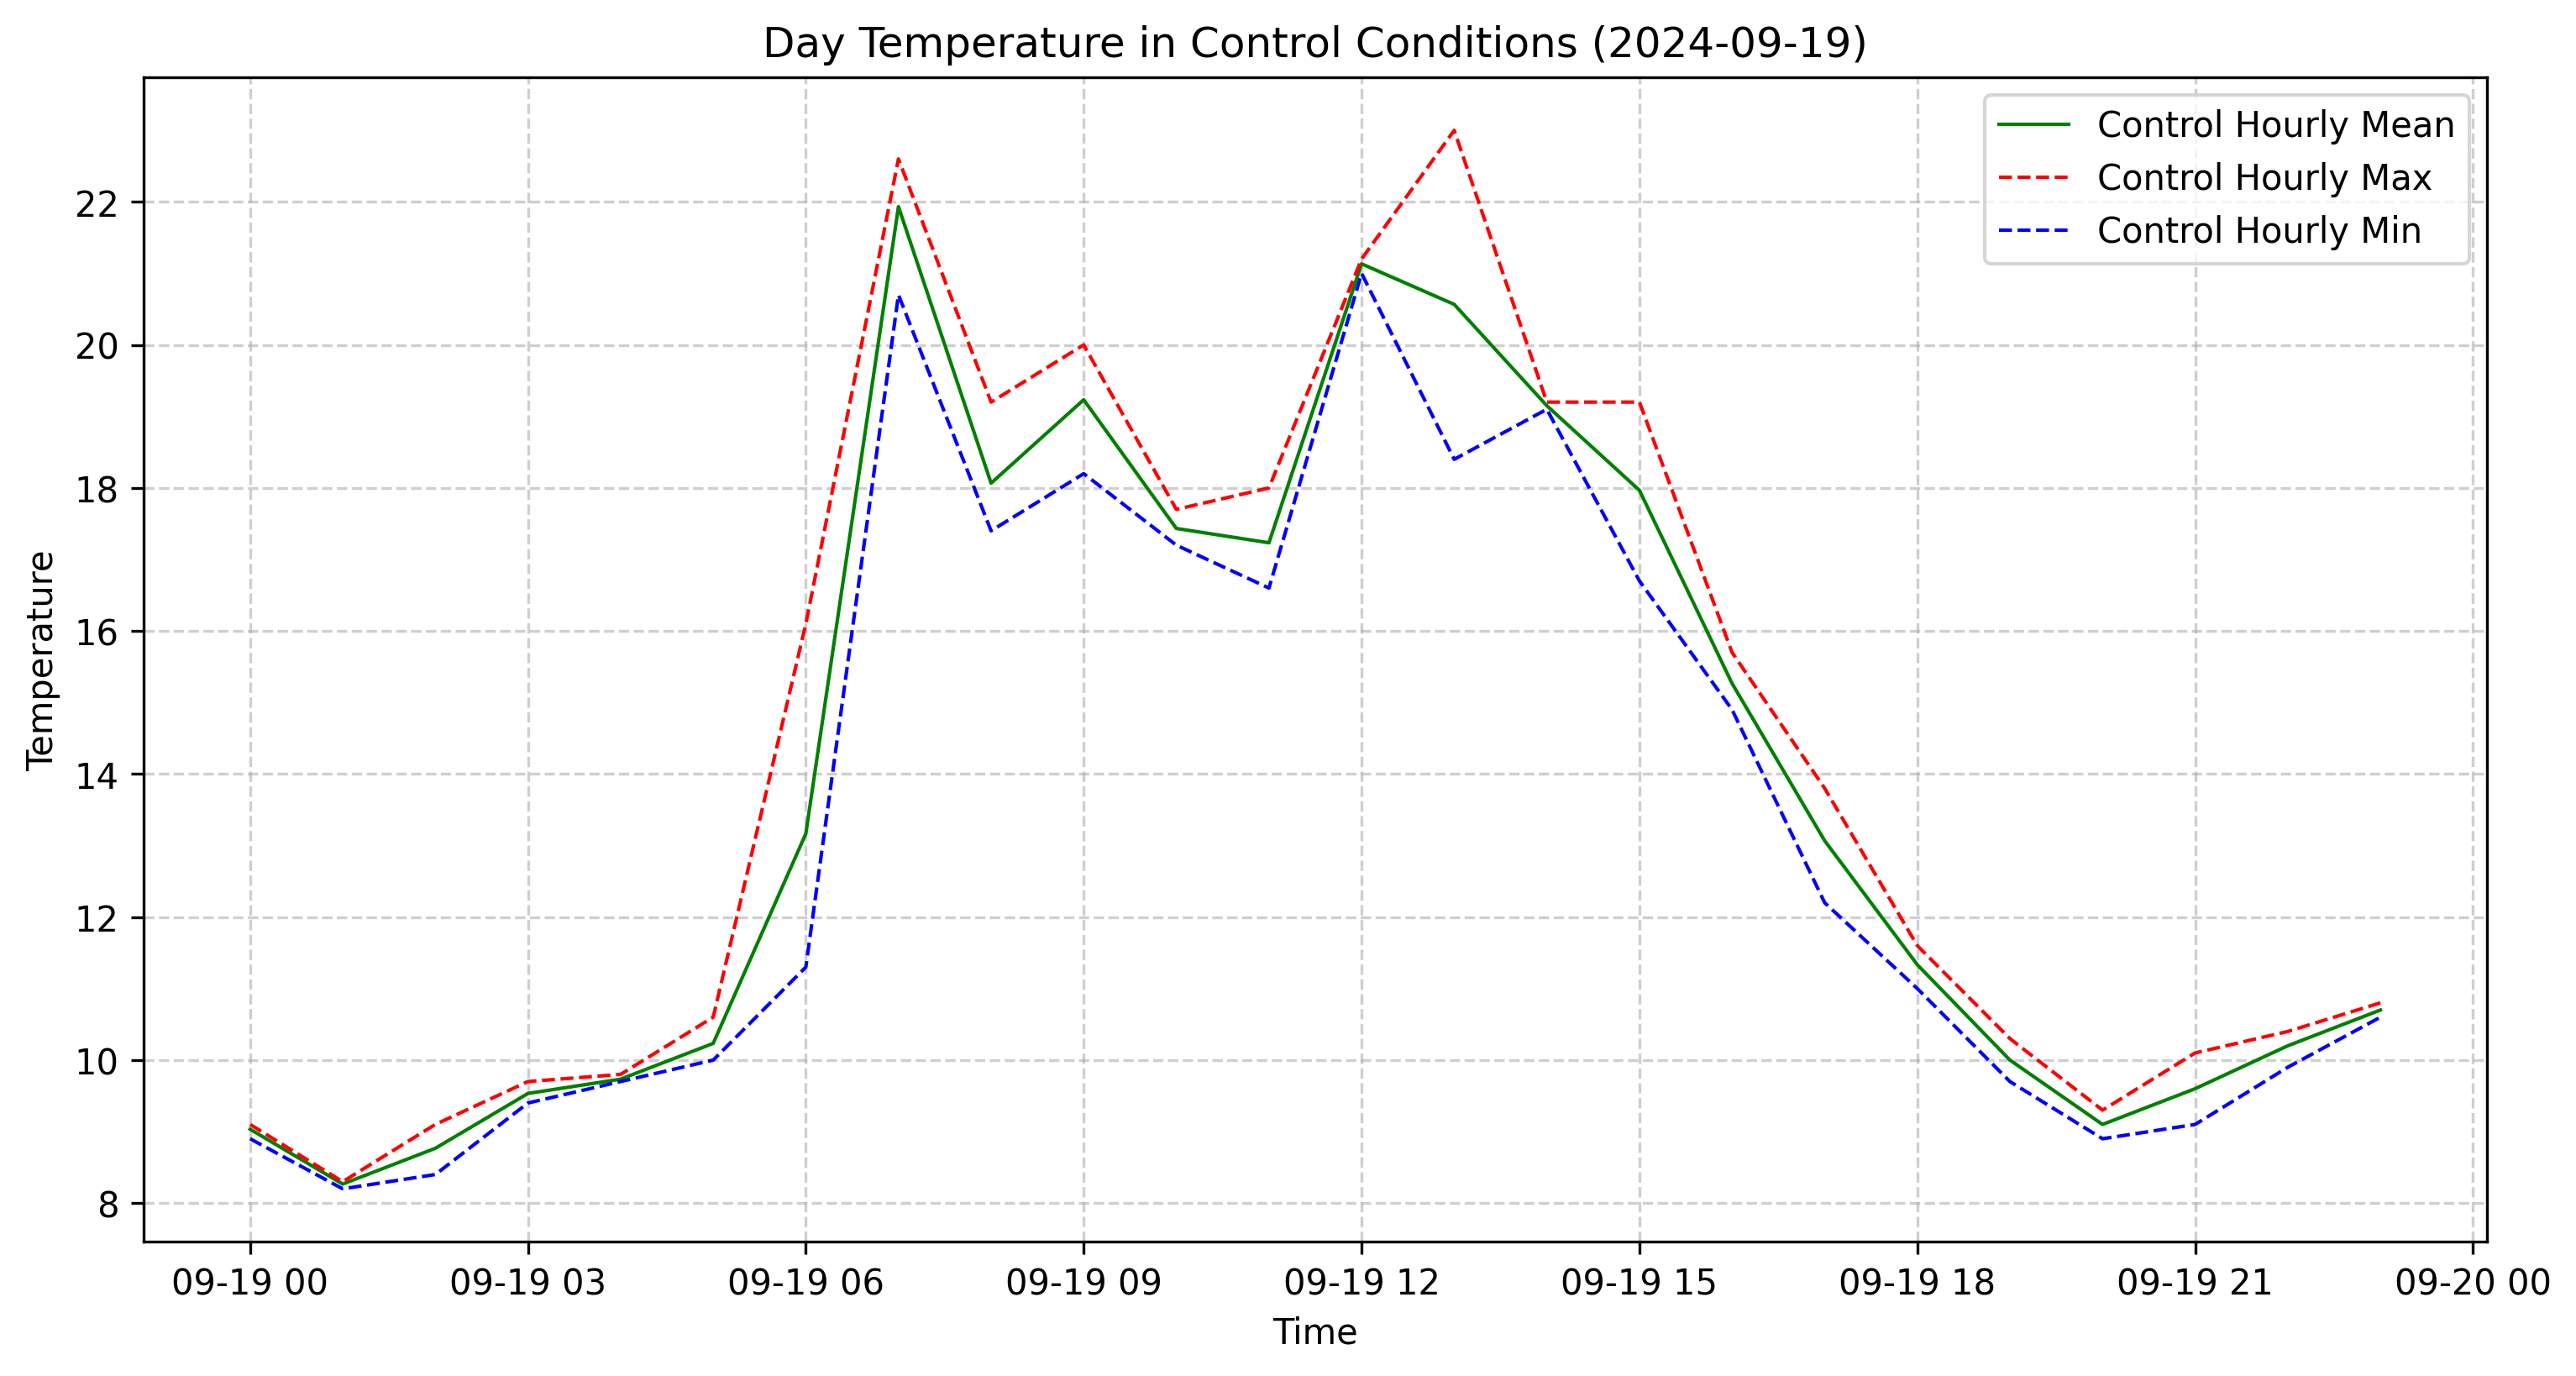 Day Temperature in Control Conditions (2024-09-19)
Control Hourly Mean
Control Hourly Max
Control Hourly Min
22
20
18
16
14
12
10
8
Temperature
09-19 00 09-19 03 09-19 06 09-19 09 09-19 12 09-19 15 09-19 18 09-19 21 09-20 00
Time